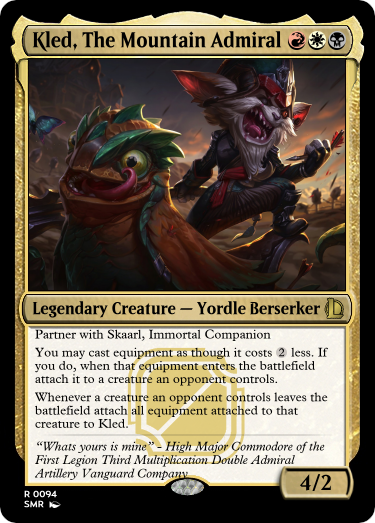 Kled, The Mountain Admiral
Legendary Creature — Yordle Berserker
Partner with Skaarl, Immortal Companion
You may cast equipment as though it costs 2 less. If
you do, when that equipment enters the battlefield
attach it to a creature an opponent controls.
Whenever a creature an opponent controls leaves the
battlefield attach all equipment attached to that
creature to Kled.
“Whats yours is mine” - High Major Commodore of the
First Legion Third Multiplication Double Admiral
Artillery Vanguard Company
4/2
R 0094
SMR